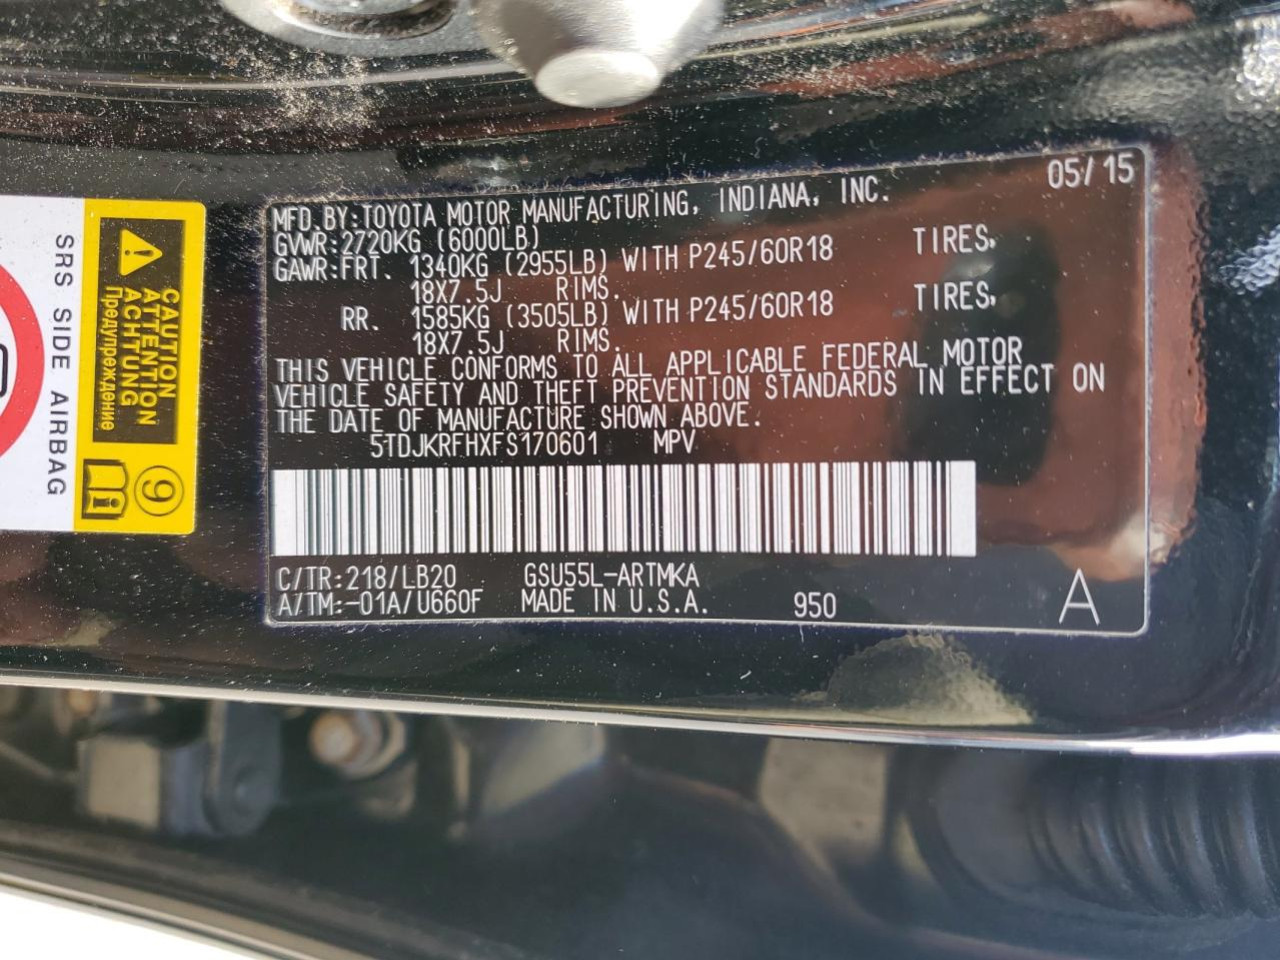 05/15
MFD.BY:TOYOTA MOTOR MANUFACTURING, INDIANA, INC.
GVWR:2720KG (6000LB)
GAWR:FRT. 1340KG (2955LB) WITH P245/60R18 TIRES,
18X7.5J RIMS.
RR. 1585KG (3505LB) WITH P245/60R18 TIRES,
18X7.5J RIMS.
THIS VEHICLE CONFORMS TO ALL APPLICABLE FEDERAL MOTOR
VEHICLE SAFETY AND THEFT PREVENTION STANDARDS IN EFFECT ON
THE DATE OF MANUFACTURE SHOWN ABOVE.
5TDJKRFHXFS170601 MPV
C/TR:218/LB20 GSU55L-ARTMKA
A/TM:-01A/U660F MADE IN U.S.A. 950 A
CAUTION
ATTENTION
ACHTUNG
Предупреждение
SRS SIDE AIRBAG
9